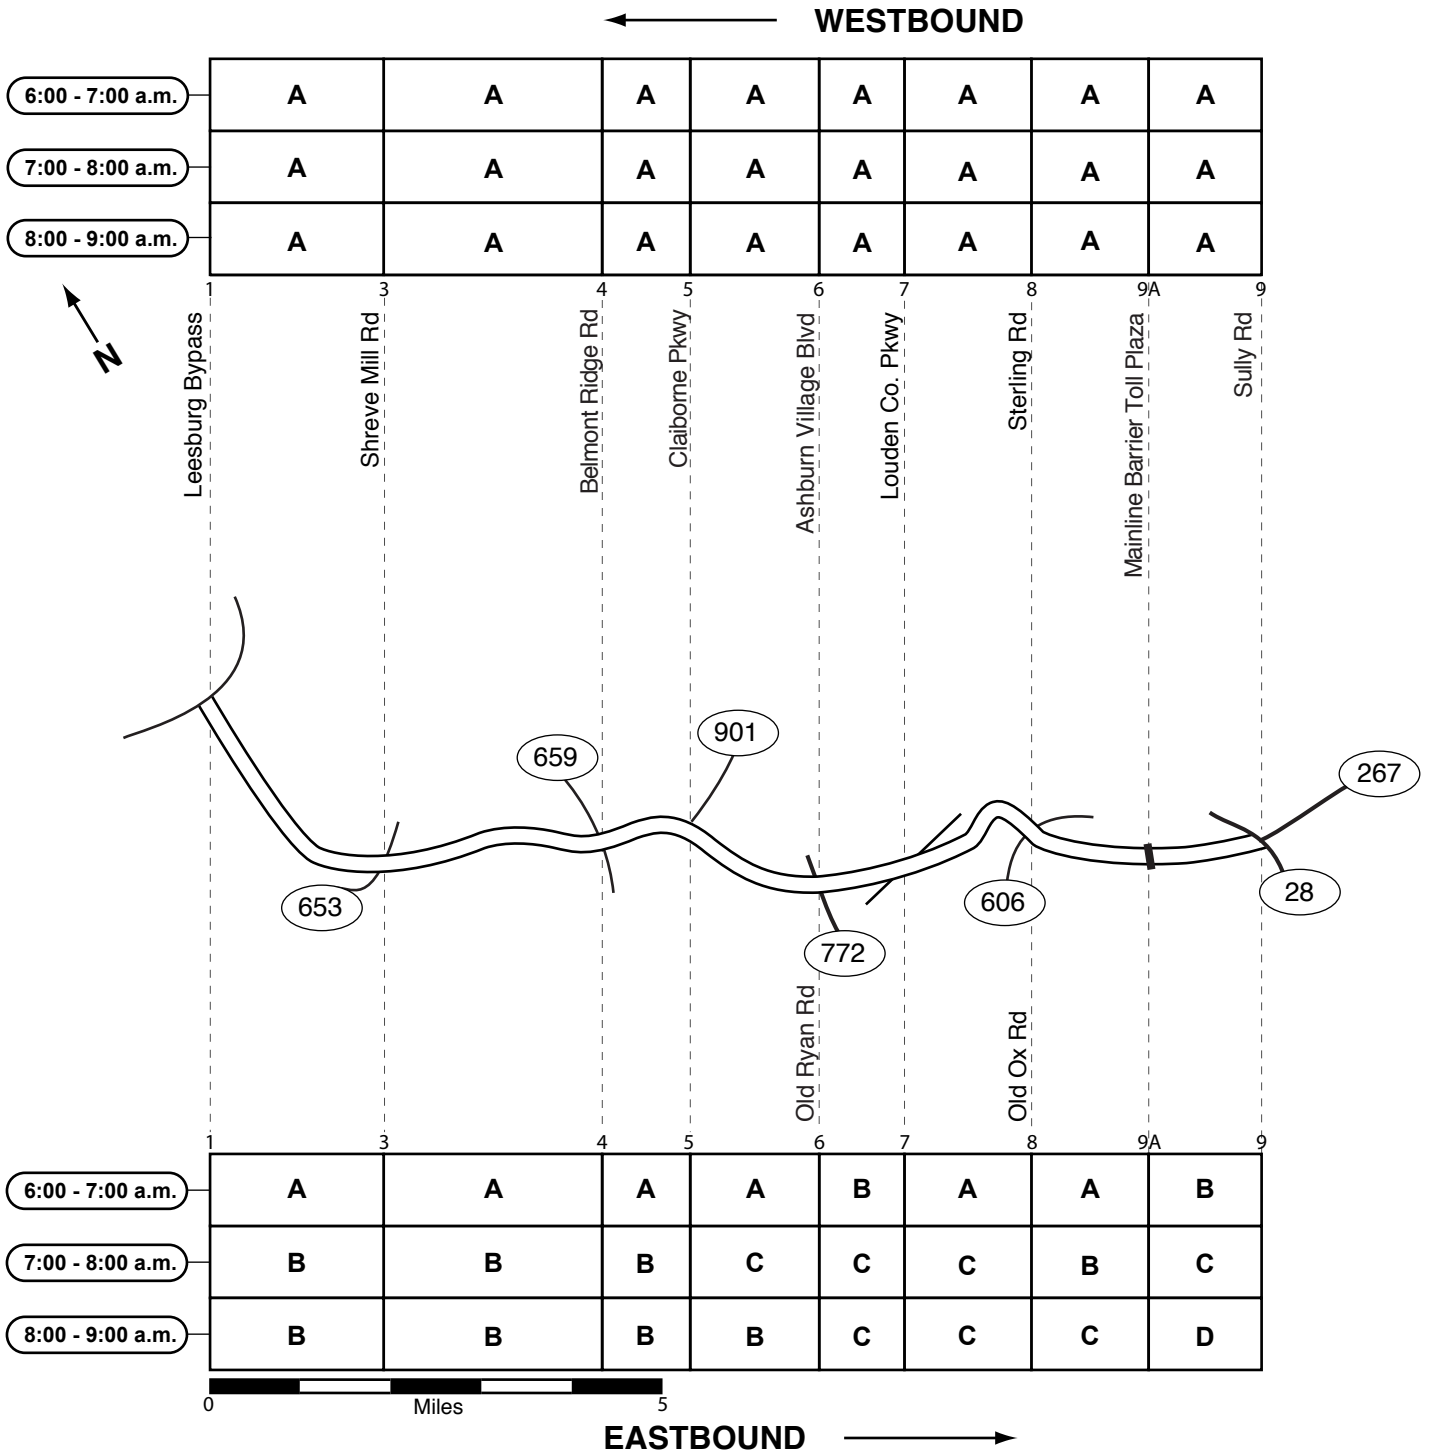 WESTBOUND
6:00 - 7:00 a.m. A A A A A A A A
7:00 - 8:00 a.m. A A A A A A A A
8:00 - 9:00 a.m. A A A A A A A A
1 3 4 5 6 7 8 9A 9
N
Leesburg Bypass
Shreve Mill Rd
Belmont Ridge Rd
Claiborne Pkwy
Ashburn Village Blvd
Louden Co. Pkwy
Sterling Rd
Mainline Barrier Toll Plaza
Sully Rd
901
659
267
653
606
28
772
Old Ryan Rd
Old Ox Rd
1 3 4 5 6 7 8 9A 9
6:00 - 7:00 a.m. A A A A B A A B
7:00 - 8:00 a.m. B B B C C C B C
8:00 - 9:00 a.m. B B B B C C C D
0 Miles 5
EASTBOUND